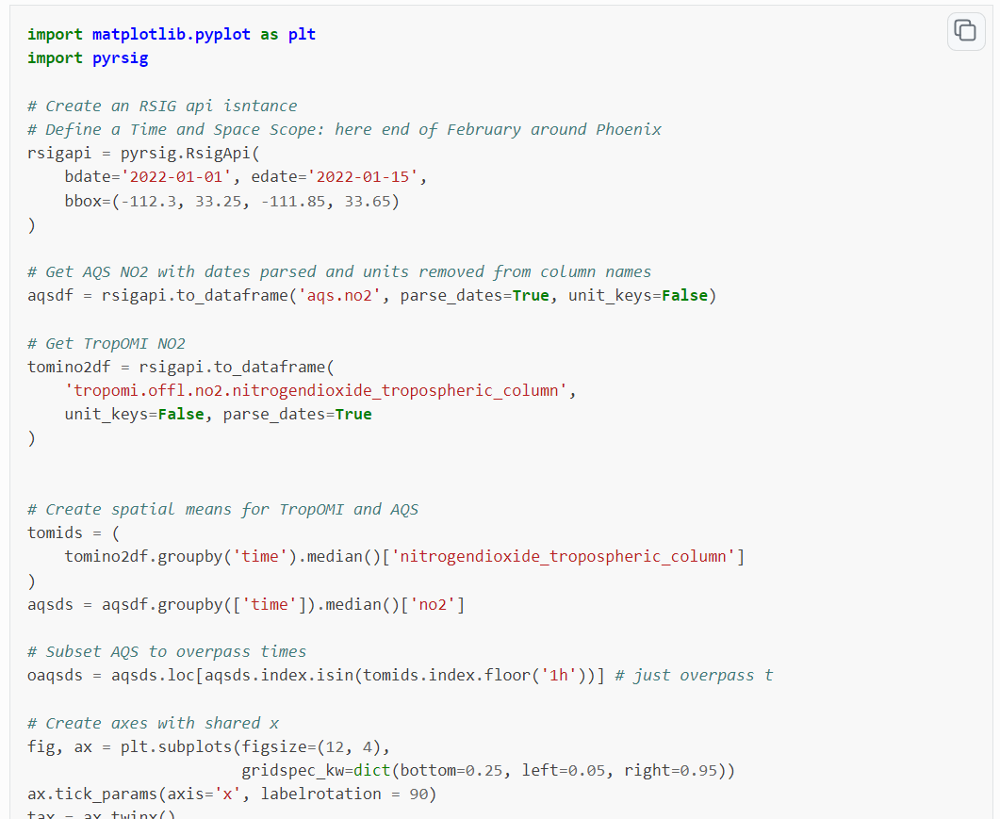 import matplotlib.pyplot as plt
import pyrsig

# Create an RSIG api isntance
# Define a Time and Space Scope: here end of February around Phoenix
rsigapi = pyrsig.RsigApi(
    bdate='2022-01-01', edate='2022-01-15',
    bbox=(-112.3, 33.25, -111.85, 33.65)
)

# Get AQS NO2 with dates parsed and units removed from column names
aqsdf = rsigapi.to_dataframe('aqs.no2', parse_dates=True, unit_keys=False)

# Get TropOMI NO2
tomino2df = rsigapi.to_dataframe(
    'tropomi.offl.no2.nitrogendioxide_tropospheric_column',
    unit_keys=False, parse_dates=True
)


# Create spatial means for TropOMI and AQS
tomids = (
    tomino2df.groupby('time').median()['nitrogendioxide_tropospheric_column']
)
aqsds = aqsdf.groupby(['time']).median()['no2']

# Subset AQS to overpass times
oaqsds = aqsds.loc[aqsds.index.isin(tomids.index.floor('1h'))] # just overpass t

# Create axes with shared x
fig, ax = plt.subplots(figsize=(12, 4),
                       gridspec_kw=dict(bottom=0.25, left=0.05, right=0.95))
ax.tick_params(axis='x', labelrotation = 90)
tax = ax.twinx()